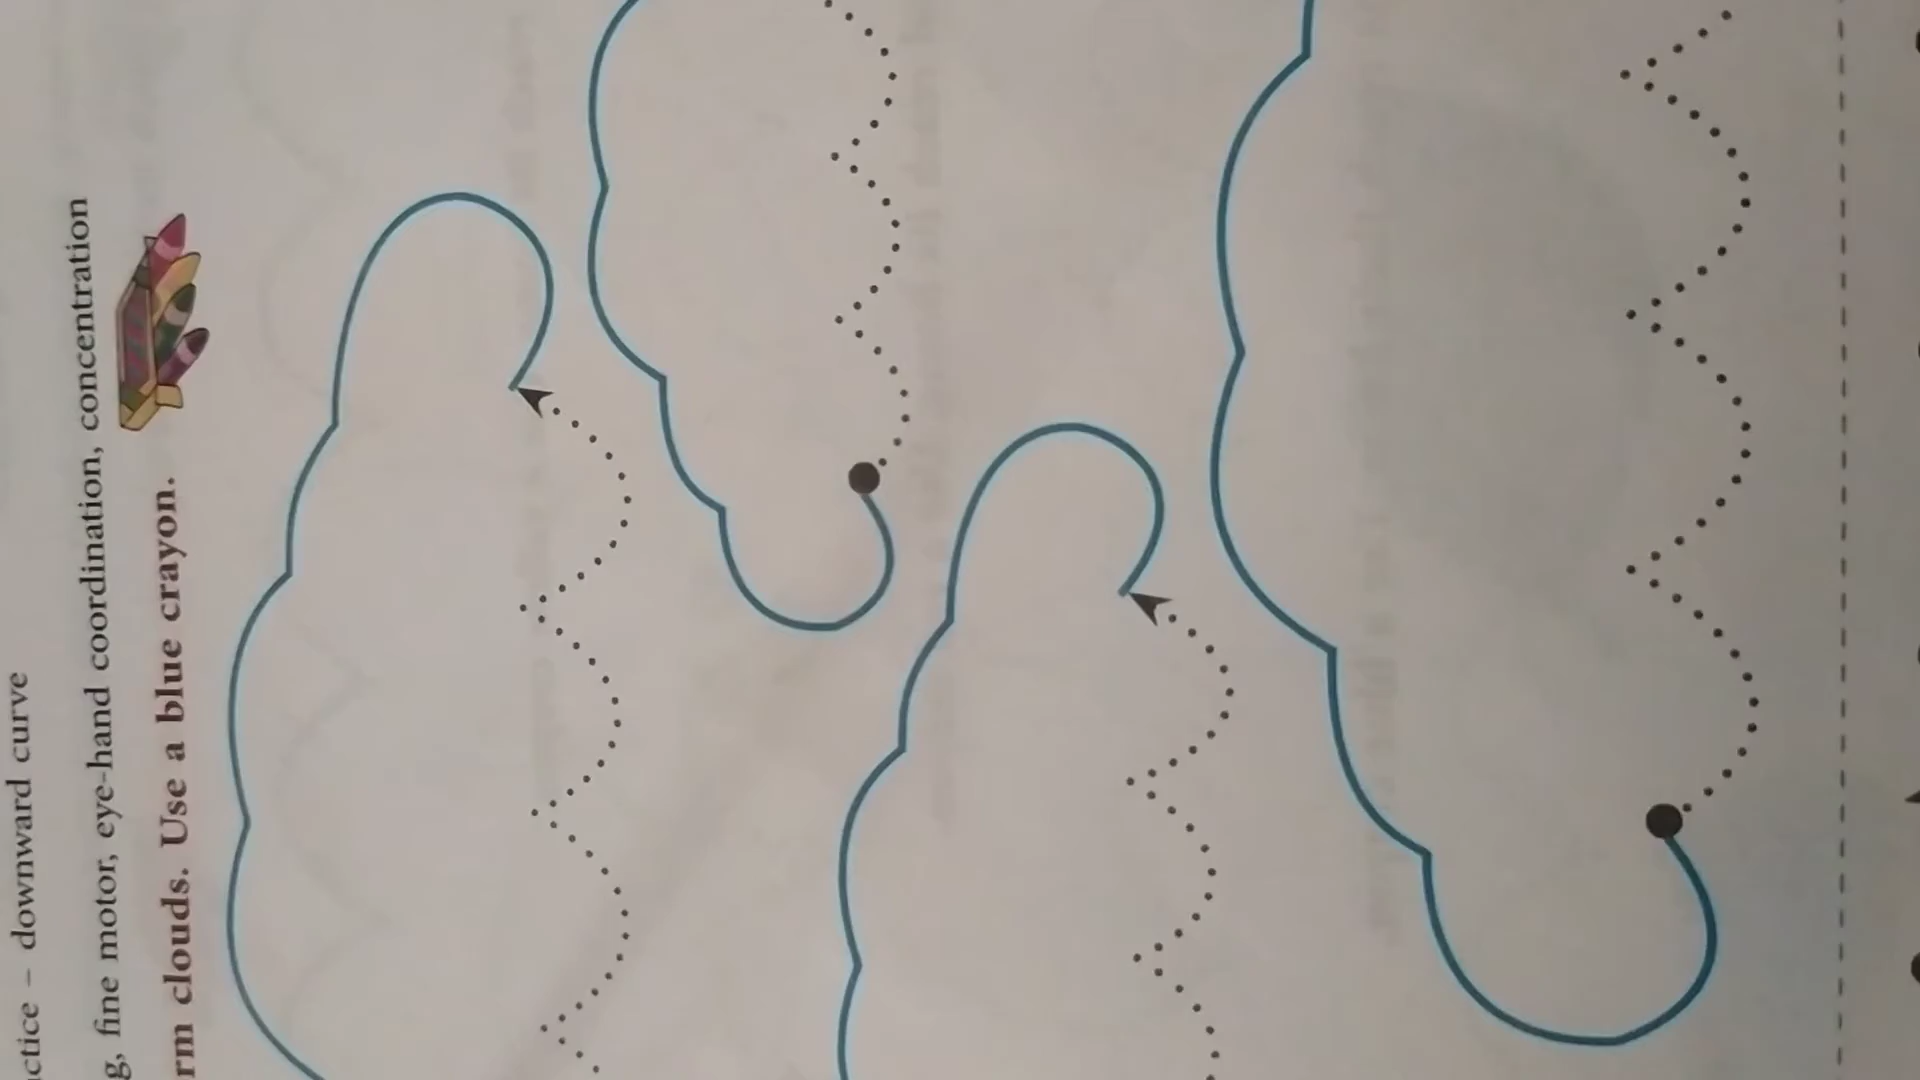 ctice – downward curve
g, fine motor, eye-hand coordination, concentration
rm clouds. Use a blue crayon.